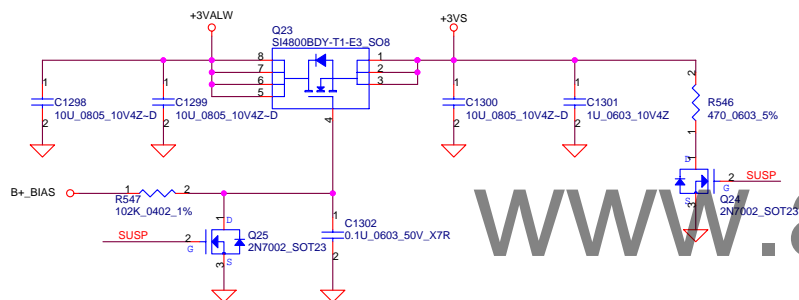 +3VALW
+3VS
Q23
SI4800BDY-T1-E3_SO8
8
7
6
5
1
2
3
4
1
C1298
10U_0805_10V4Z~D
2
1
C1299
10U_0805_10V4Z~D
2
1
C1300
10U_0805_10V4Z~D
2
1
C1301
1U_0603_10V4Z
2
2
R546
470_0603_5%
1
1
D
2
G
SUSP
S
3
Q24
2N7002_SOT23
B+_BIAS
1
2
R547
102K_0402_1%
1
D
SUSP
2
G
S
3
Q25
2N7002_SOT23
1
C1302
0.1U_0603_50V_X7R
2
www.a